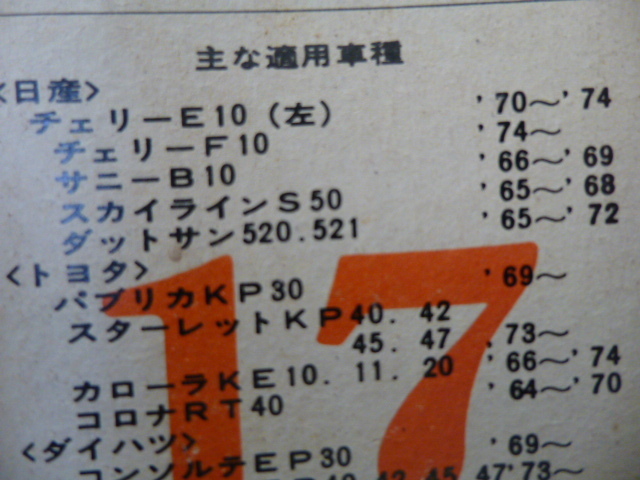 主な適用車種
<日産>
チェリーE10（左） '70〜'74
チェリーF10 '74〜
サニーB10 '66〜'69
スカイラインS50 '65〜'68
ダットサン520.521 '65〜'72
<トヨタ>
パブリカKP30 '69〜
スターレットKP40.42
45.47 '73〜
カローラKE10.11.20 '66〜'74
コロナRT40 '64〜'70
<ダイハツ>
コンソルテEP30 '69〜
42.45.47 '73〜
17